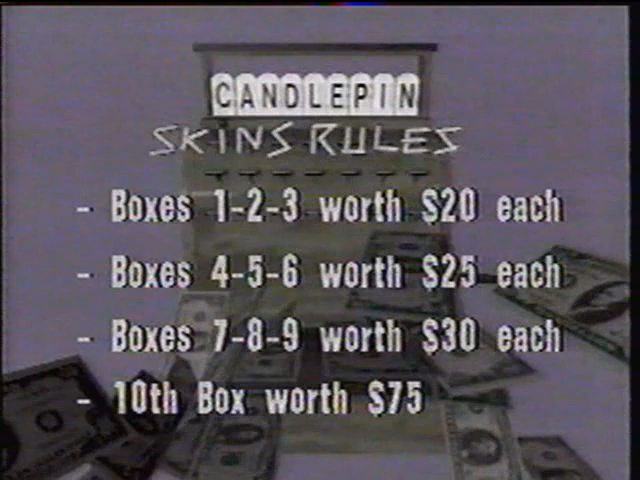 CANDLEPIN
SKINS RULES
- Boxes 1-2-3 worth $20 each
- Boxes 4-5-6 worth $25 each
- Boxes 7-8-9 worth $30 each
- 10th Box worth $75